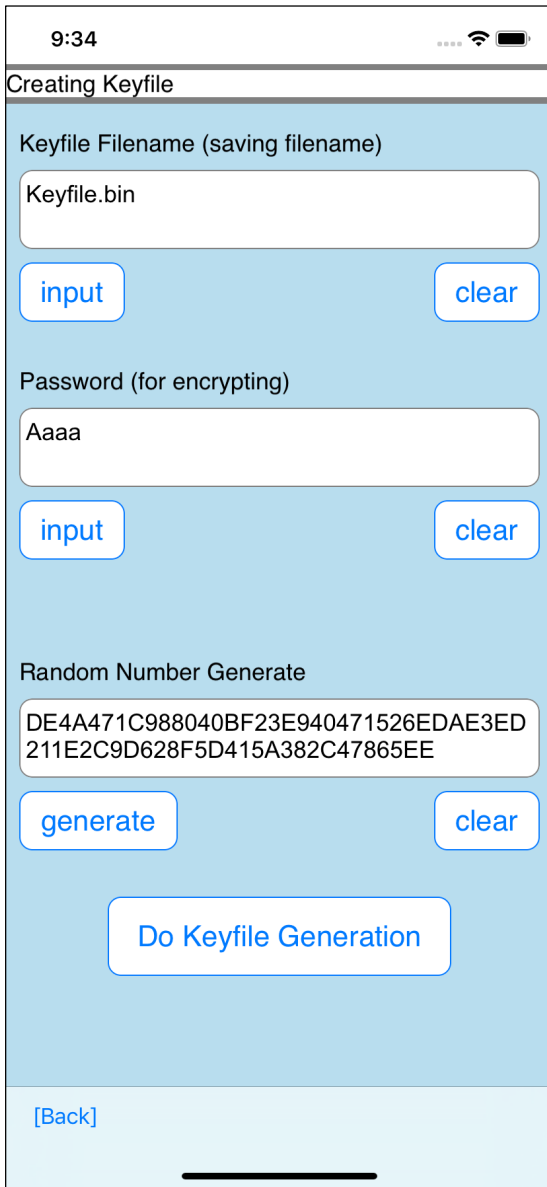 9:34
Creating Keyfile
Keyfile Filename (saving filename)
Keyfile.bin
input
clear
Password (for encrypting)
Aaaa
input
clear
Random Number Generate
DE4A471C988040BF23E940471526EDAE3ED
211E2C9D628F5D415A382C47865EE
generate
clear
Do Keyfile Generation
[Back]